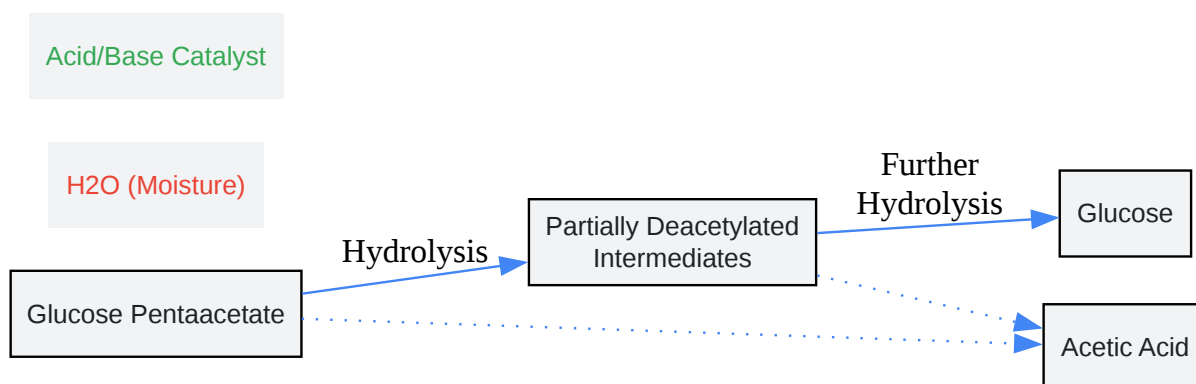 Acid/Base Catalyst
H2O (Moisture)
Glucose Pentaacetate
Hydrolysis
Partially Deacetylated
Intermediates
Further
Hydrolysis
Glucose
Acetic Acid